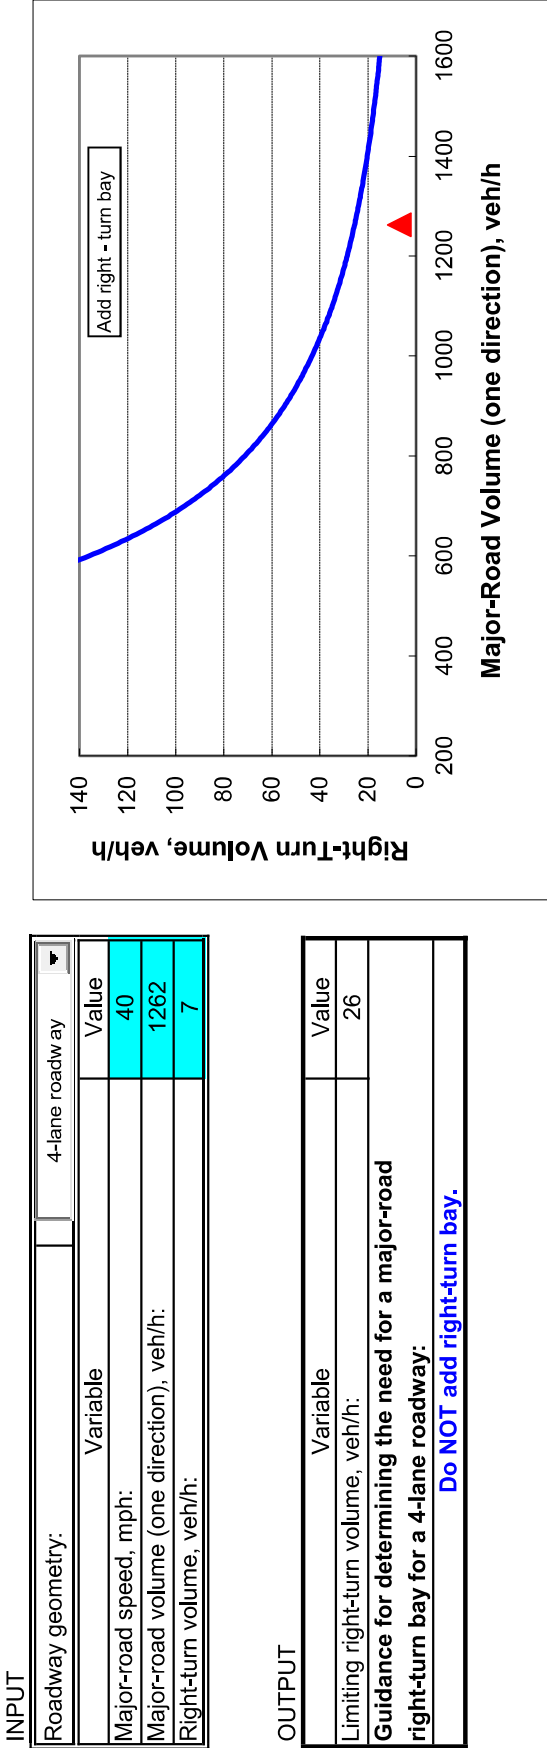 INPUT
Roadway geometry: 4-lane roadway
Variable Value
Major-road speed, mph: 40
Major-road volume (one direction), veh/h: 1262
Right-turn volume, veh/h: 7
OUTPUT
Variable Value
Limiting right-turn volume, veh/h: 26
Guidance for determining the need for a major-road
right-turn bay for a 4-lane roadway:
Do NOT add right-turn bay.
Right-Turn Volume, veh/h
140
120
100
80
60
40
20
0
Add right - turn bay
200 400 600 800 1000 1200 1400 1600
Major-Road Volume (one direction), veh/h